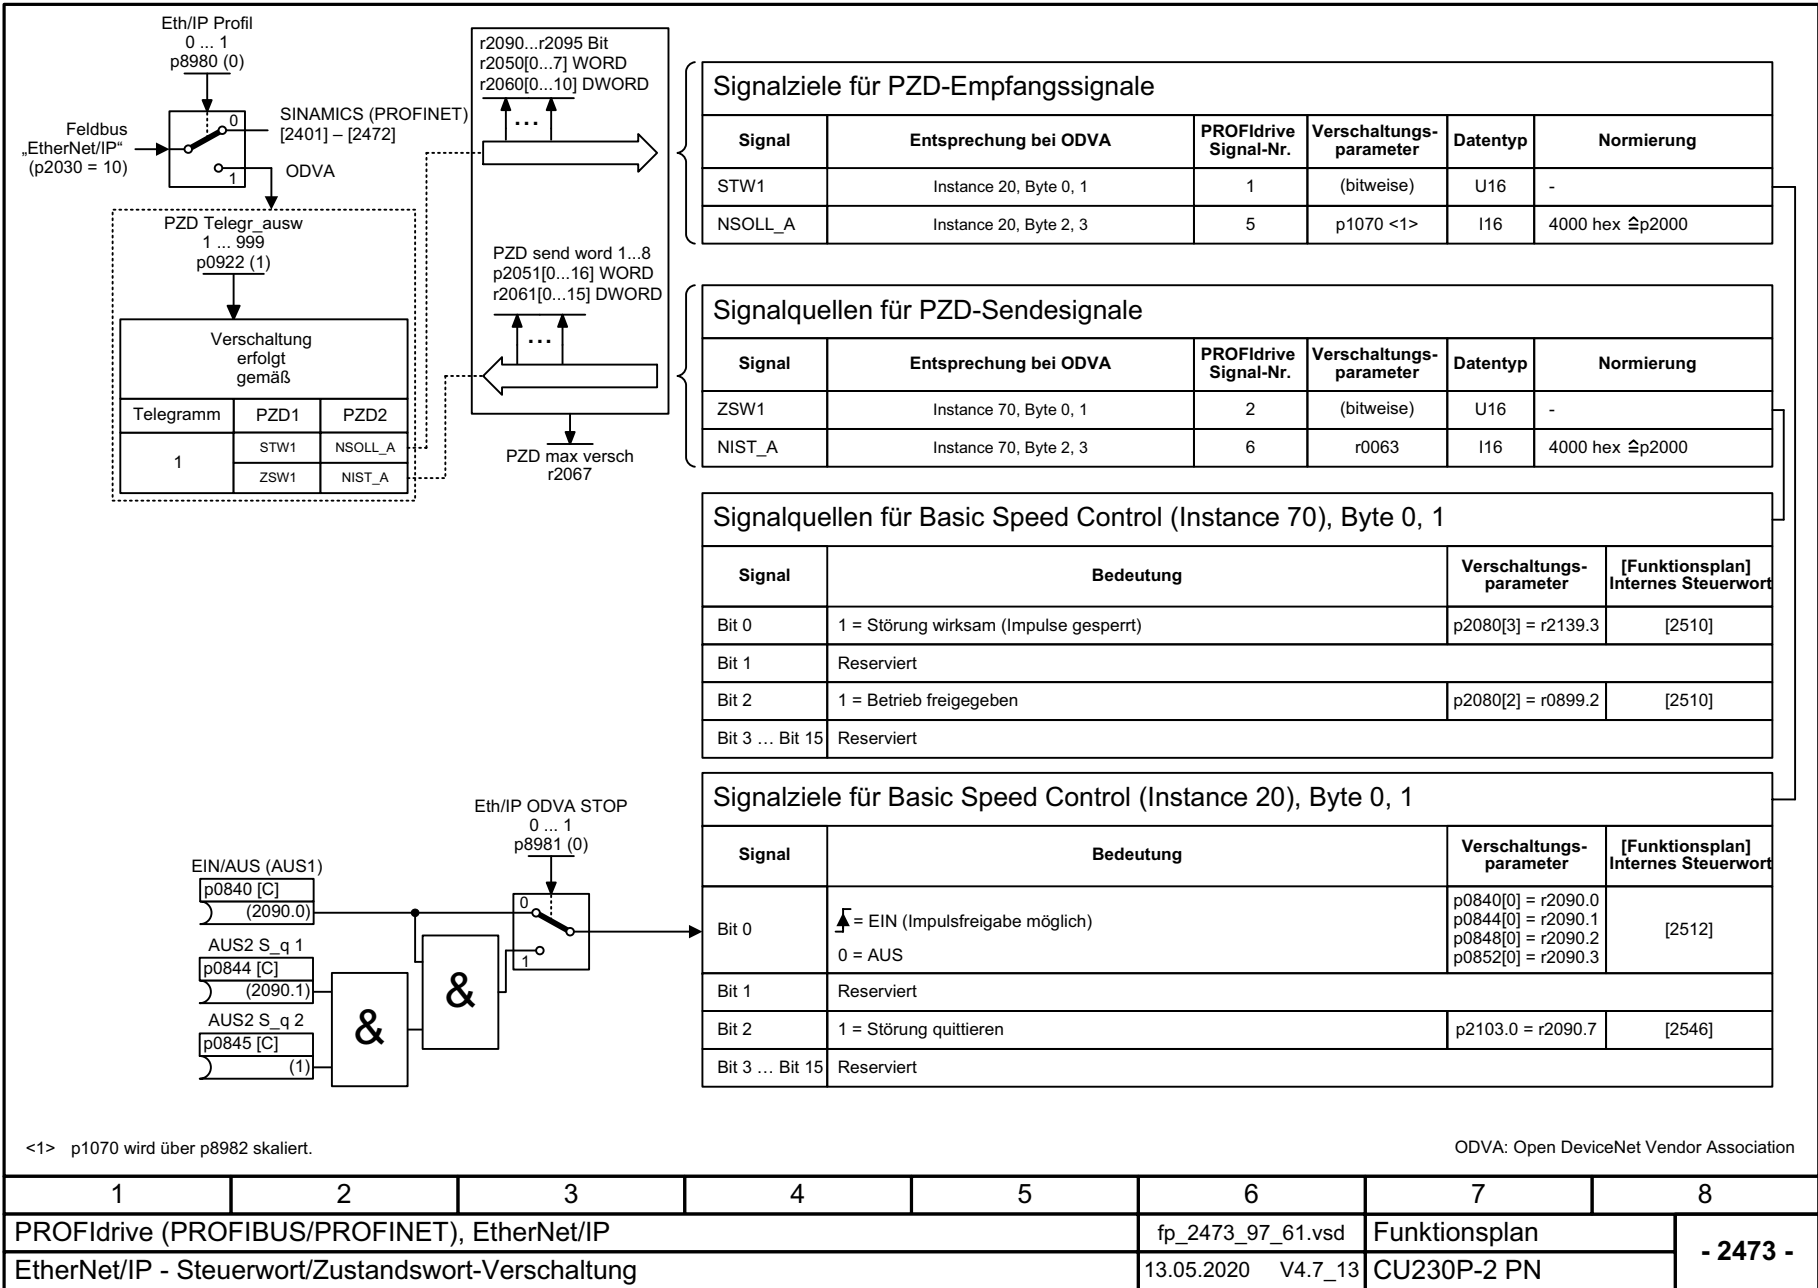 Eth/IP Profil
0 ... 1
p8980 (0)
Feldbus
„EtherNet/IP“
(p2030 = 10)
0
SINAMICS (PROFINET)
[2401] – [2472]
1
ODVA
PZD Telegr_ausw
1 ... 999
p0922 (1)
Verschaltung
erfolgt
gemäß
Telegramm PZD1 PZD2
1
STW1 NSOLL_A
ZSW1 NIST_A
r2090...r2095 Bit
r2050[0...7] WORD
r2060[0...10] DWORD
...
PZD send word 1...8
p2051[0...16] WORD
r2061[0...15] DWORD
...
PZD max versch
r2067
Signalziele für PZD-Empfangssignale
Signal Entsprechung bei ODVA PROFIdrive Signal-Nr. Verschaltungs-parameter Datentyp Normierung
STW1 Instance 20, Byte 0, 1 1 (bitweise) U16 -
NSOLL_A Instance 20, Byte 2, 3 5 p1070 <1> I16 4000 hex ≙p2000
Signalquellen für PZD-Sendesignale
Signal Entsprechung bei ODVA PROFIdrive Signal-Nr. Verschaltungs-parameter Datentyp Normierung
ZSW1 Instance 70, Byte 0, 1 2 (bitweise) U16 -
NIST_A Instance 70, Byte 2, 3 6 r0063 I16 4000 hex ≙p2000
Signalquellen für Basic Speed Control (Instance 70), Byte 0, 1
Signal Bedeutung Verschaltungs-parameter [Funktionsplan] Internes Steuerwort
Bit 0 1 = Störung wirksam (Impulse gesperrt) p2080[3] = r2139.3 [2510]
Bit 1 Reserviert
Bit 2 1 = Betrieb freigegeben p2080[2] = r0899.2 [2510]
Bit 3 … Bit 15 Reserviert
Signalziele für Basic Speed Control (Instance 20), Byte 0, 1
Signal Bedeutung Verschaltungs-parameter [Funktionsplan] Internes Steuerwort
Bit 0
= EIN (Impulsfreigabe möglich)
0 = AUS
p0840[0] = r2090.0
p0844[0] = r2090.1
p0848[0] = r2090.2
p0852[0] = r2090.3
[2512]
Bit 1 Reserviert
Bit 2 1 = Störung quittieren p2103.0 = r2090.7 [2546]
Bit 3 … Bit 15 Reserviert
Eth/IP ODVA STOP
0 ... 1
p8981 (0)
0
1
EIN/AUS (AUS1)
p0840 [C]
(2090.0)
AUS2 S_q 1
p0844 [C]
(2090.1)
AUS2 S_q 2
p0845 [C]
(1)
&
&
<1> p1070 wird über p8982 skaliert.
ODVA: Open DeviceNet Vendor Association
1 2 3 4 5 6 7 8
PROFIdrive (PROFIBUS/PROFINET), EtherNet/IP fp_2473_97_61.vsd Funktionsplan
- 2473 -
EtherNet/IP - Steuerwort/Zustandswort-Verschaltung 13.05.2020 V4.7_13 CU230P-2 PN